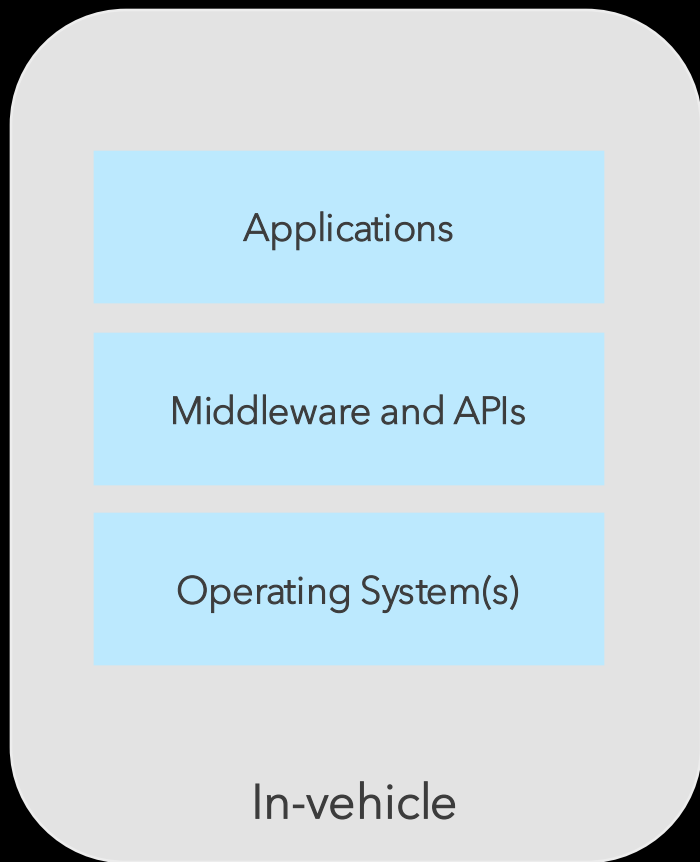 Applications
Middleware and APIs
Operating System(s)
In-vehicle